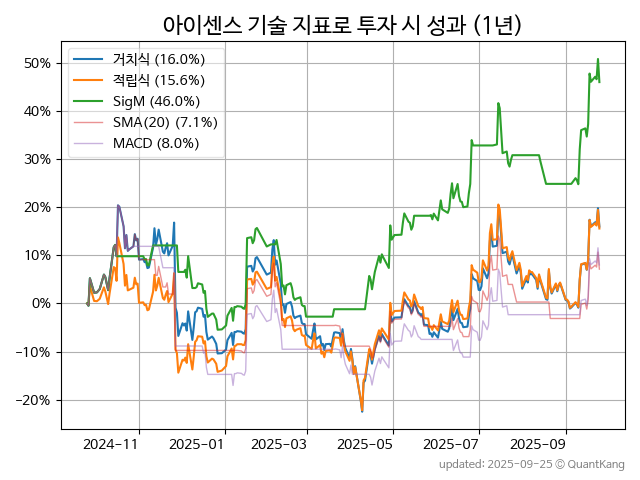 아이센스 기술 지표로 투자 시 성과 (1년)
거치식 (16.0%)
적립식 (15.6%)
SigM (46.0%)
SMA(20) (7.1%)
MACD (8.0%)
50%
40%
30%
20%
10%
0%
−10%
−20%
2024-11 2025-01 2025-03 2025-05 2025-07 2025-09
updated: 2025-09-25 © QuantKang